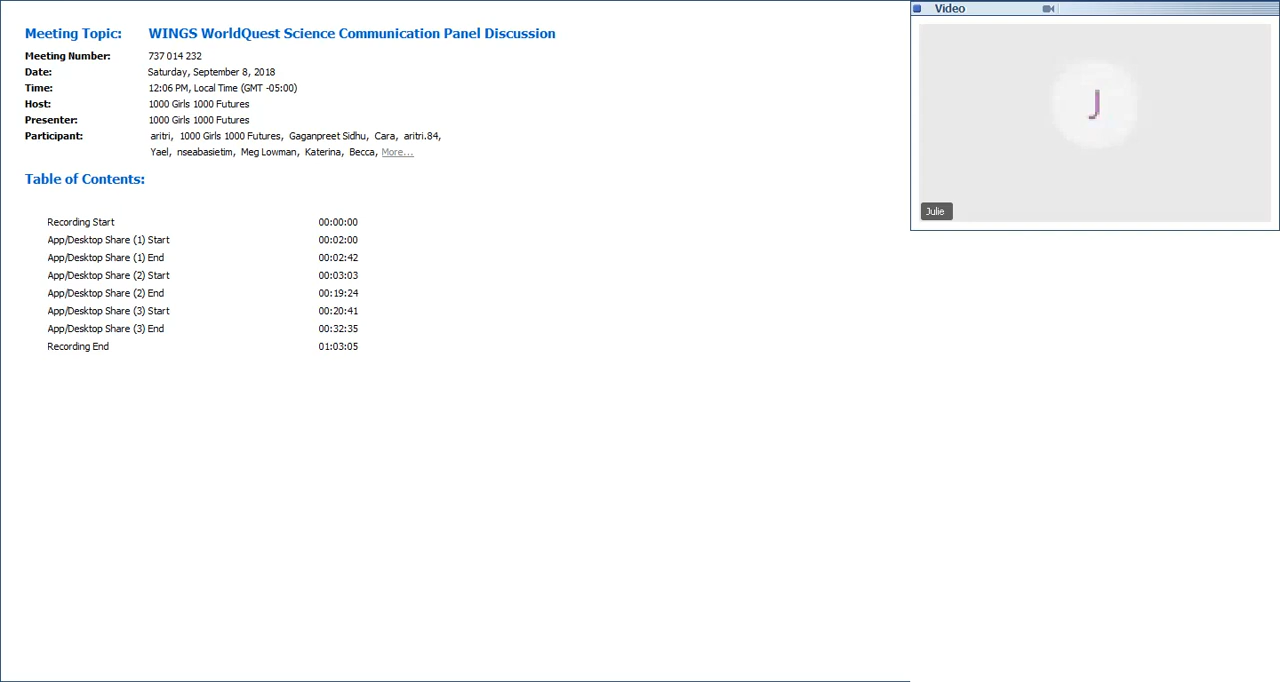 Meeting Topic: WINGS WorldQuest Science Communication Panel Discussion
Meeting Number: 737 014 232
Date: Saturday, September 8, 2018
Time: 12:06 PM, Local Time (GMT -05:00)
Host: 1000 Girls 1000 Futures
Presenter: 1000 Girls 1000 Futures
Participant: aritri, 1000 Girls 1000 Futures, Gaganpreet Sidhu, Cara, aritri.84,
Yael, nseabasietim, Meg Lowman, Katerina, Becca, More...
Table of Contents:
Recording Start 00:00:00
App/Desktop Share (1) Start 00:02:00
App/Desktop Share (1) End 00:02:42
App/Desktop Share (2) Start 00:03:03
App/Desktop Share (2) End 00:19:24
App/Desktop Share (3) Start 00:20:41
App/Desktop Share (3) End 00:32:35
Recording End 01:03:05
Video
J
Julie